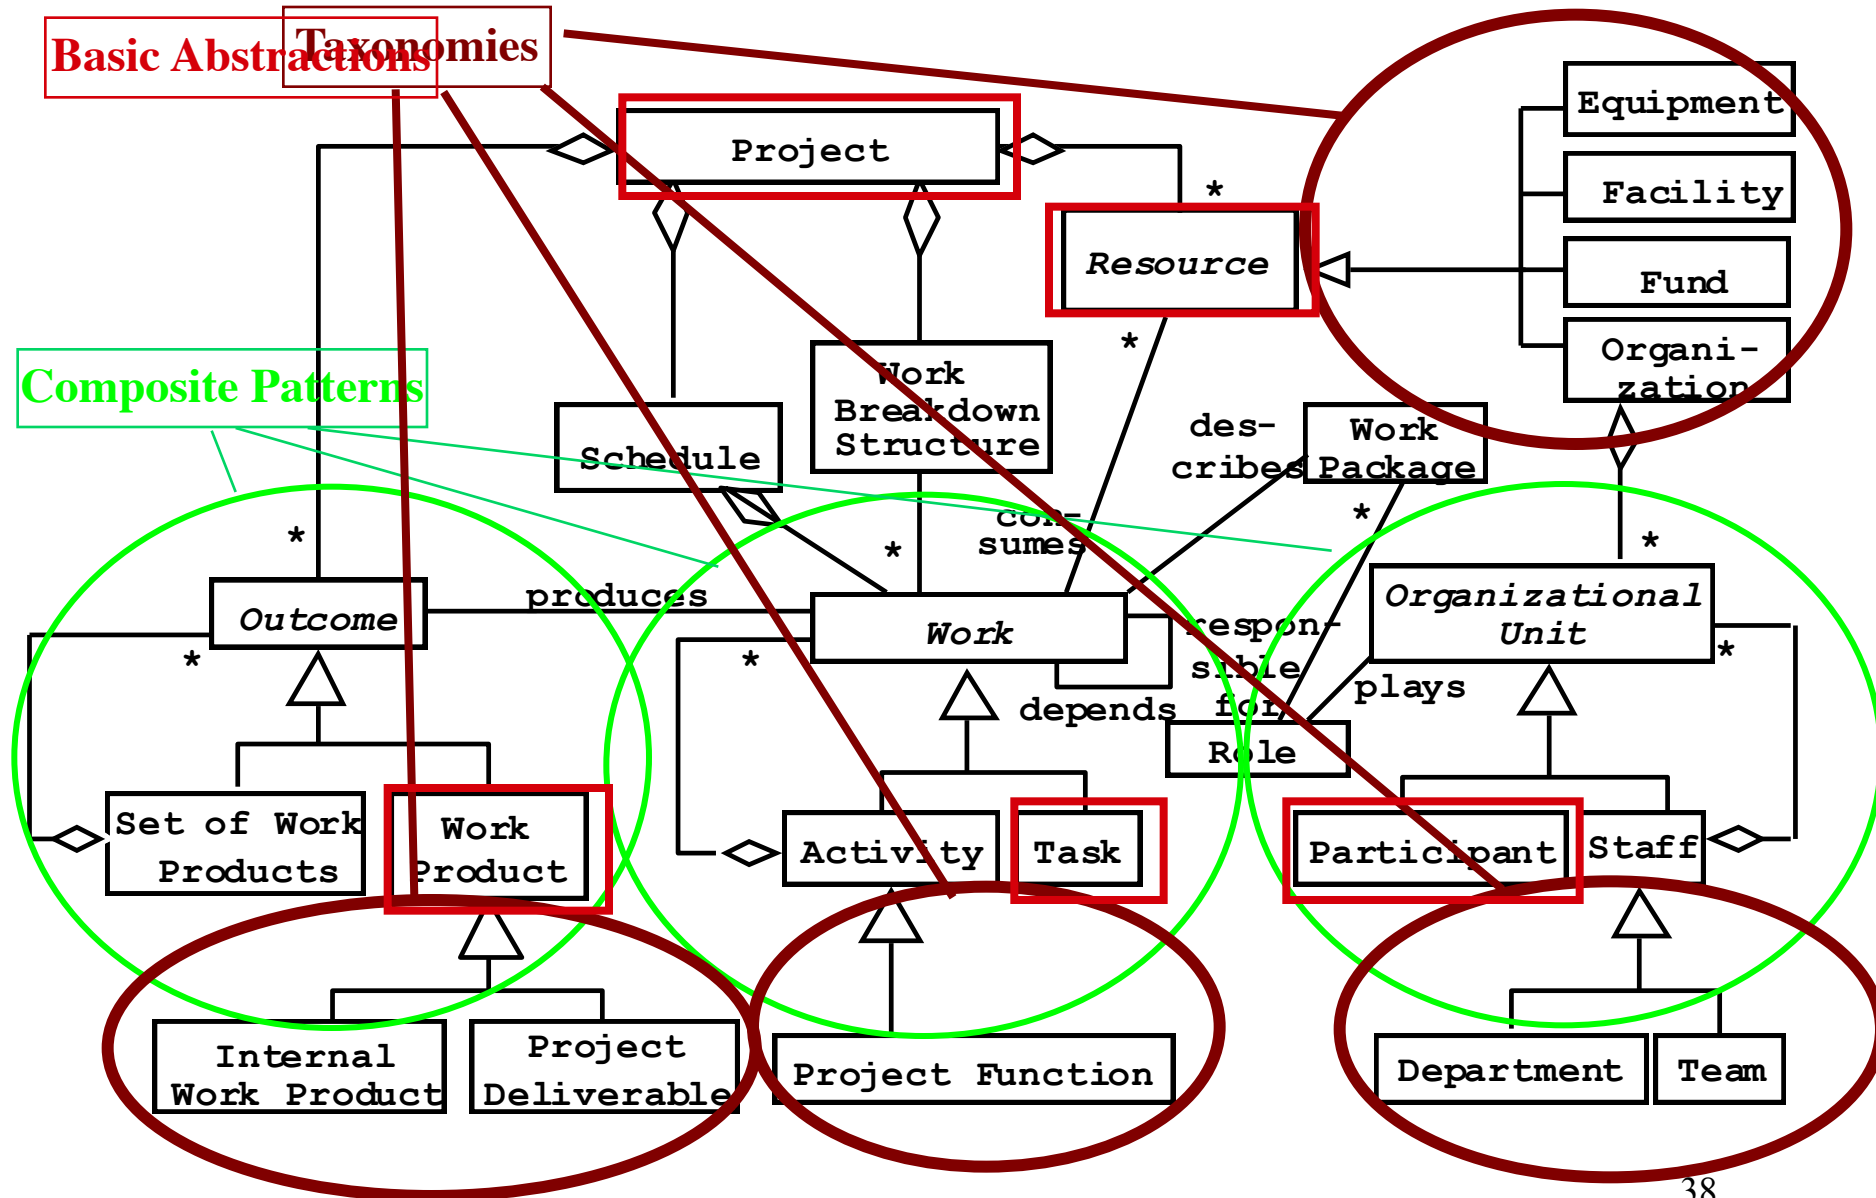 Basic Abstractions
Taxonomies
Project
*
Equipment
Facility
Fund
Organi-
zation
Resource
*
Composite Patterns
Work
Breakdown
Structure
Schedule
des-
cribes
Work
Package
*
con-
sumes
*
*
*
Outcome
*
produces
Work
*
depends
respon-
sible
for
plays
Role
Organizational
Unit
*
Set of Work
Products
Work
Product
Activity
Task
Participant
Staff
Internal
Work Product
Project
Deliverable
Project Function
Department
Team
38